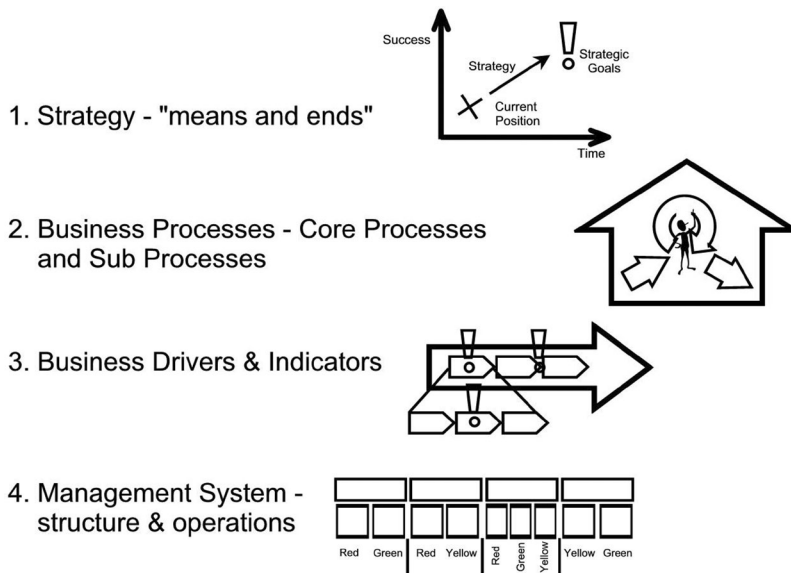 Success
Strategy
Strategic
Goals
Current
Position
Time
1. Strategy - "means and ends"
2. Business Processes - Core Processes
and Sub Processes
3. Business Drivers & Indicators
4. Management System -
structure & operations
Red Green Red Yellow Red Green Yellow Yellow Green